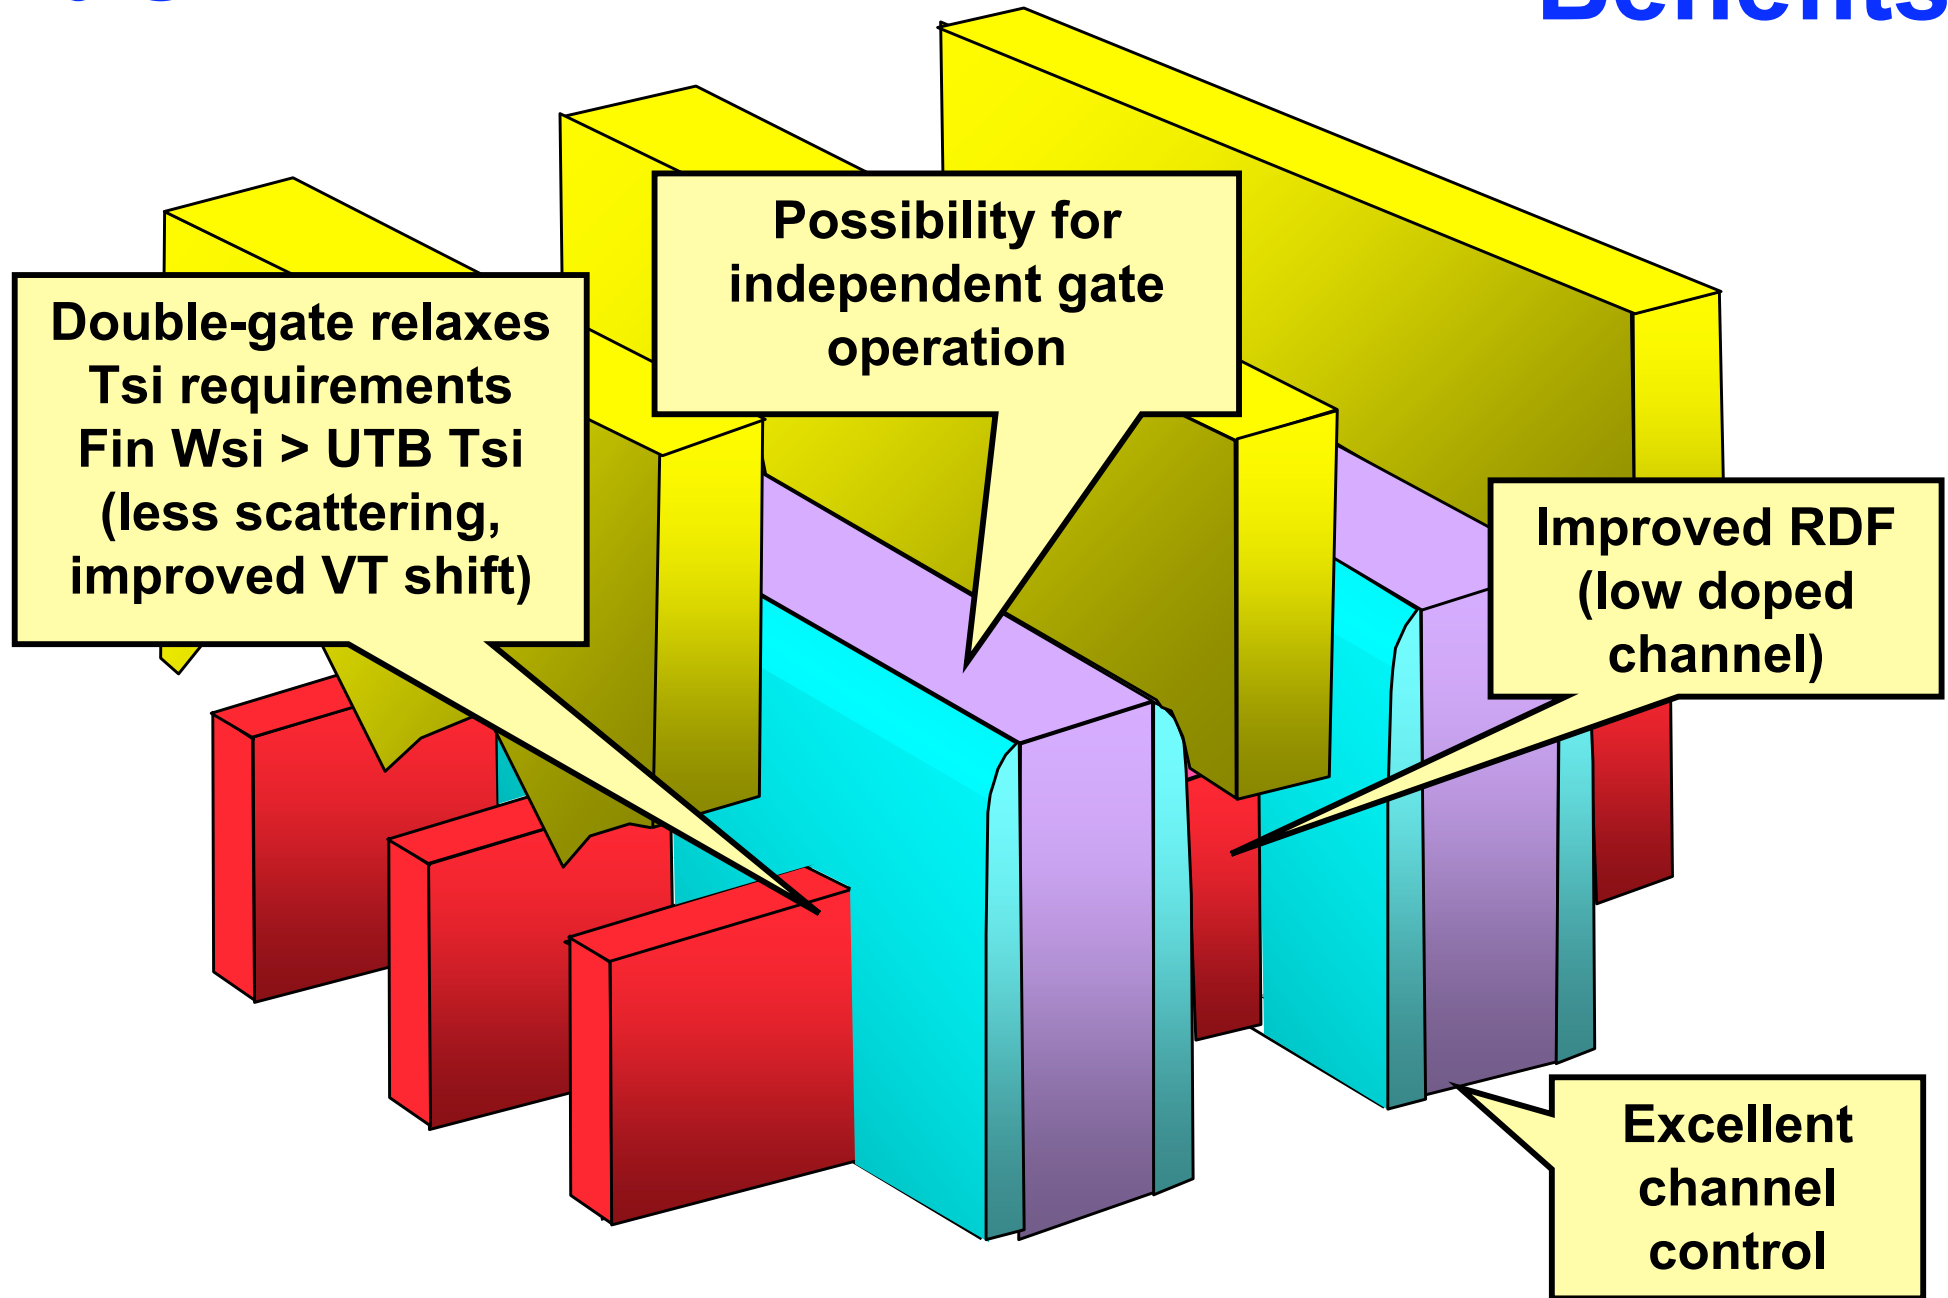 Benefits
Possibility for
independent gate
operation
Double-gate relaxes
Tsi requirements
Fin Wsi > UTB Tsi
(less scattering,
improved VT shift)
Improved RDF
(low doped
channel)
Excellent
channel
control